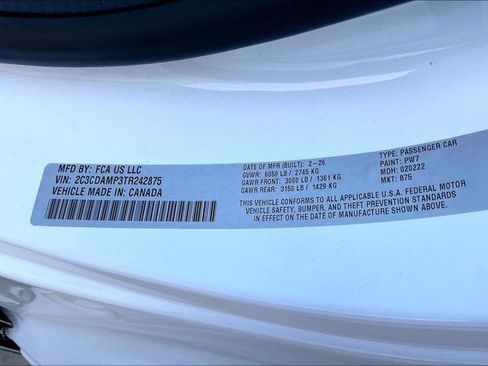 MFD BY: FCA US LLC
VIN: 2C3CDAMP3TR242875
VEHICLE MADE IN: CANADA
DATE OF MFR (BUILT): 2-26
GVWR: 6050 LB / 2745 KG
GAWR FRONT: 3000 LB / 1361 KG
GAWR REAR: 3150 LB / 1429 KG
TYPE: PASSENGER CAR
PAINT: PW7
MDH: 020222
MKT: 875
THIS VEHICLE CONFORMS TO ALL APPLICABLE U.S.A. FEDERAL MOTOR
VEHICLE SAFETY, BUMPER, AND THEFT PREVENTION STANDARDS
IN EFFECT ON THE DATE OF MANUFACTURE SHOWN ABOVE.